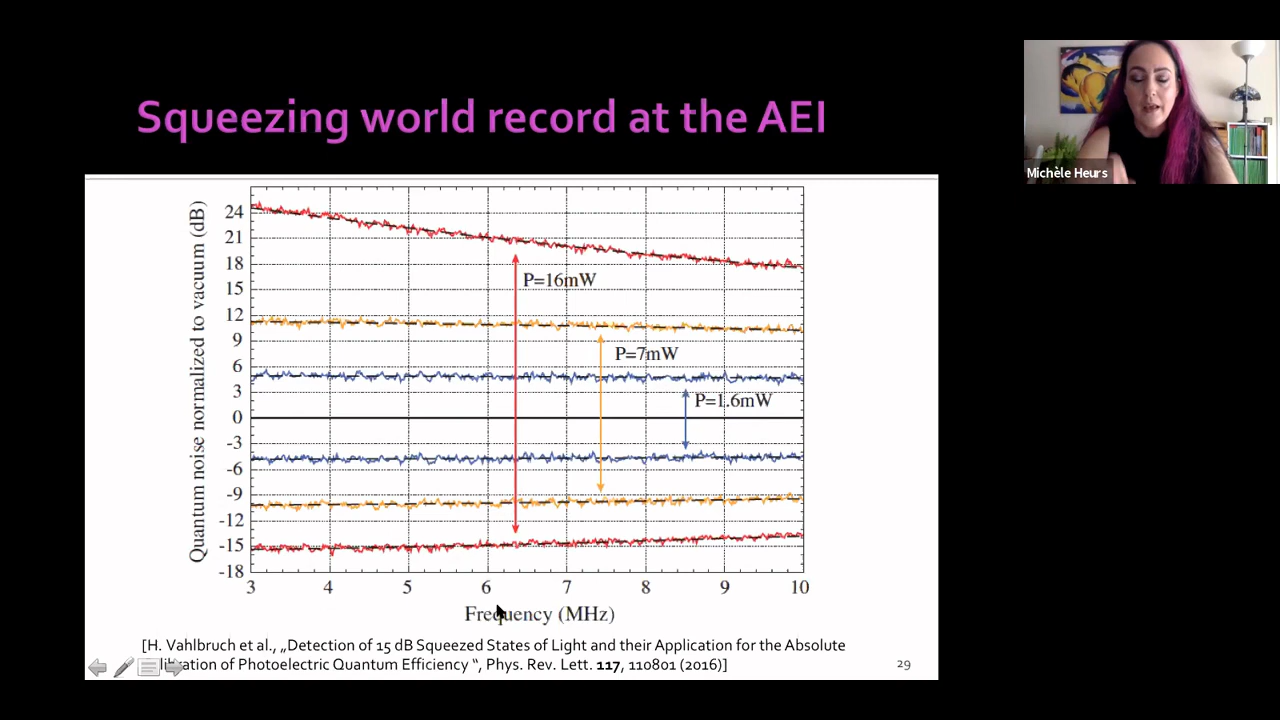 Squeezing world record at the AEI
Michèle Heurs
Quantum noise normalized to vacuum (dB)
24
21
18
15
12
9
6
3
0
-3
-6
-9
-12
-15
-18
P=16mW
P=7mW
P=1.6mW
3 4 5 6 7 8 9 10
Frequency (MHz)
[H. Vahlbruch et al., „Detection of 15 dB Squeezed States of Light and their Application for the Absolute
libration of Photoelectric Quantum Efficiency “, Phys. Rev. Lett. 117, 110801 (2016)]
29